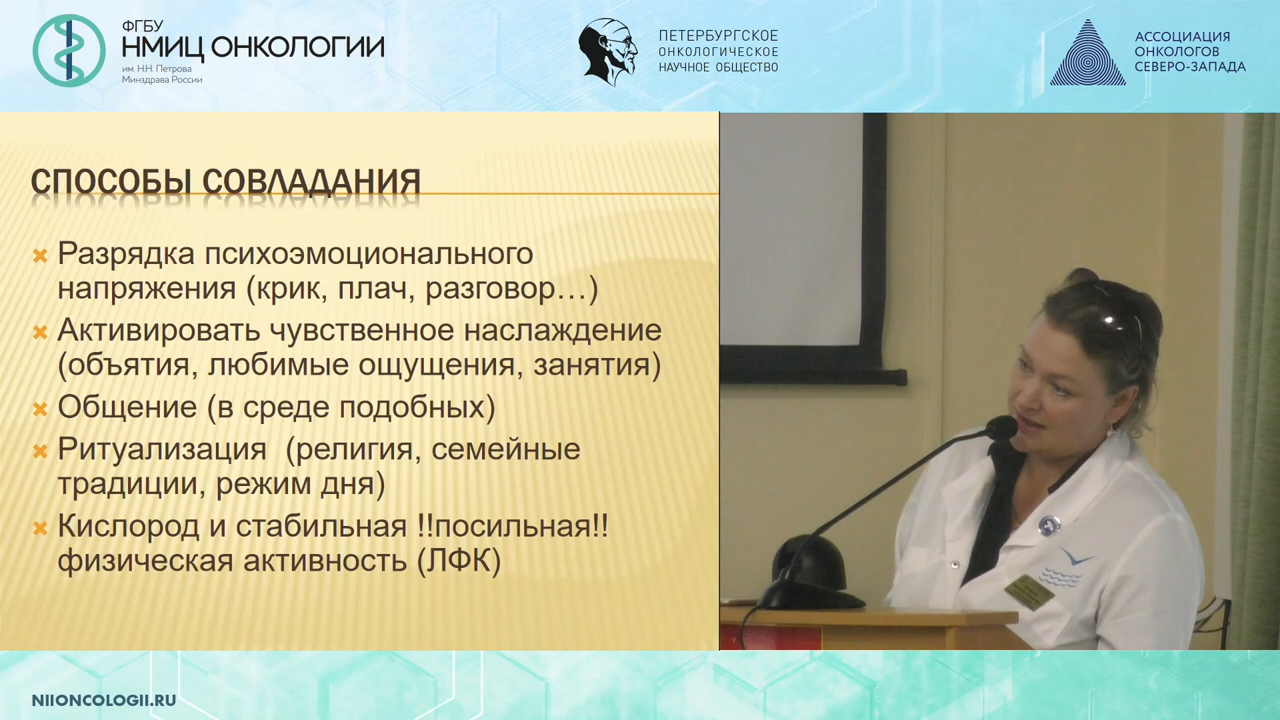 ФГБУ
НМИЦ ОНКОЛОГИИ
им. Н.Н. Петрова
Минздрава России
ПЕТЕРБУРГСКОЕ
ОНКОЛОГИЧЕСКОЕ
НАУЧНОЕ ОБЩЕСТВО
АССОЦИАЦИЯ
ОНКОЛОГОВ
СЕВЕРО-ЗАПАДА
СПОСОБЫ СОВЛАДАНИЯ
Разрядка психоэмоционального
напряжения (крик, плач, разговор…)
Активировать чувственное наслаждение
(объятия, любимые ощущения, занятия)
Общение (в среде подобных)
Ритуализация (религия, семейные
традиции, режим дня)
Кислород и стабильная !!посильная!!
физическая активность (ЛФК)
NIIONCOLOGII.RU